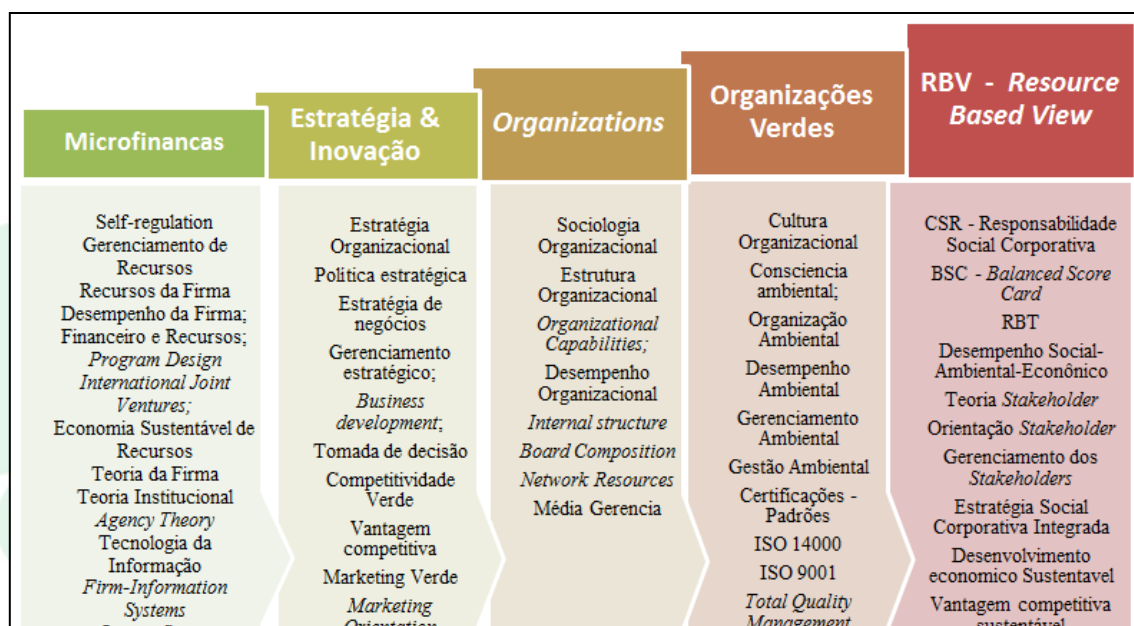 Microfinancas
Self-regulation
Gerenciamento de
Recursos
Recursos da Firma
Desempenho da Firma;
Financeiro e Recursos;
Program Design
International Joint
Ventures;
Economia Sustentável de
Recursos
Teoria da Firma
Teoria Institucional
Agency Theory
Tecnologia da
Informação
Firm-Information
Systems
Estratégia &
Inovação
Estratégia
Organizacional
Política estratégica
Estratégia de
negócios
Gerenciamento
estratégico;
Business
development;
Tomada de decisão
Competitividade
Verde
Vantagem
competitiva
Marketing Verde
Marketing
Orientation
Organizations
Sociologia
Organizacional
Estrutura
Organizacional
Organizational
Capabilities;
Desempenho
Organizacional
Internal structure
Board Composition
Network Resources
Média Gerencia
Organizações
Verdes
Cultura
Organizacional
Consciencia
ambiental;
Organização
Ambiental
Desempenho
Ambiental
Gerenciamento
Ambiental
Gestão Ambiental
Certificações -
Padrões
ISO 14000
ISO 9001
Total Quality
Management
RBV - Resource
Based View
CSR - Responsabilidade
Social Corporativa
BSC - Balanced Score
Card
RBT
Desempenho Social-
Ambiental-Econônico
Teoria Stakeholder
Orientação Stakeholder
Gerenciamento dos
Stakeholders
Estratégia Social
Corporativa Integrada
Desenvolvimento
economico Sustentavel
Vantagem competitiva
sustentável